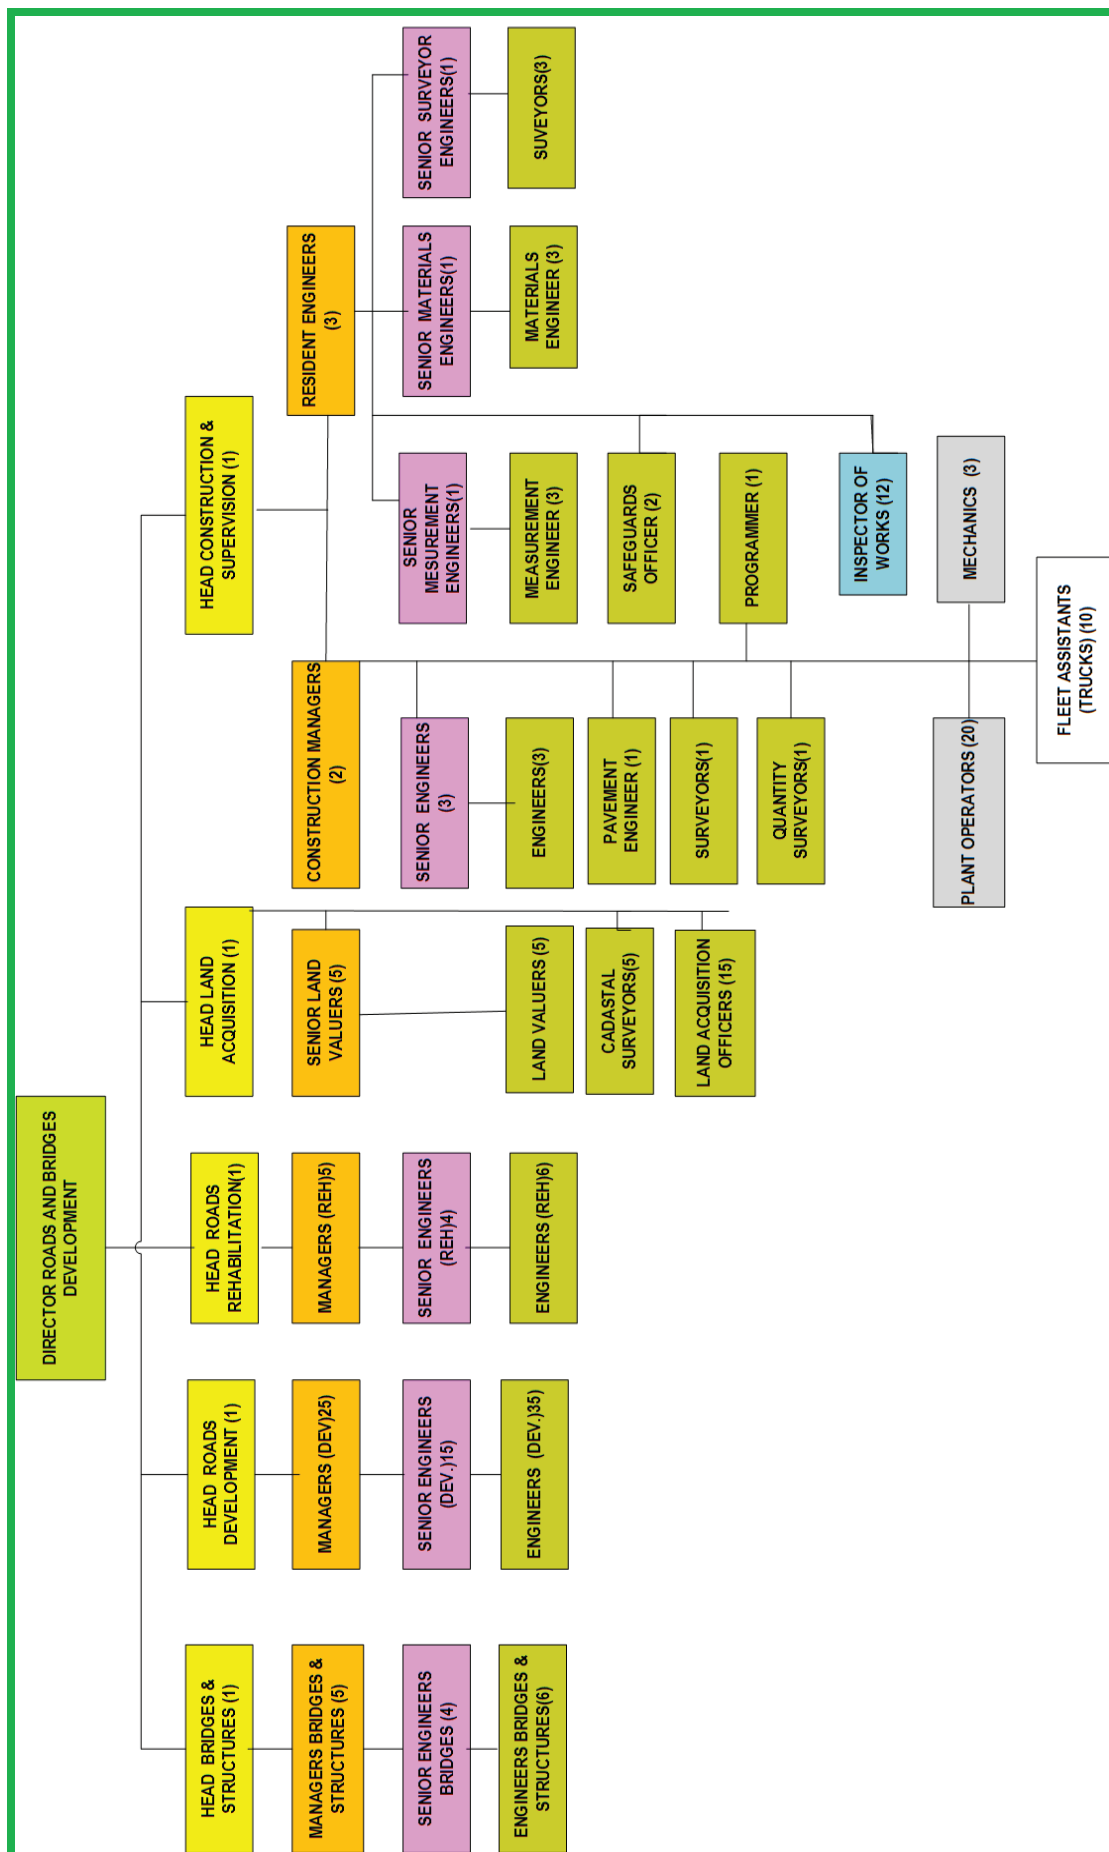 DIRECTOR ROADS AND BRIDGES
DEVELOPMENT
HEAD BRIDGES &
STRUCTURES (1)
HEAD ROADS
DEVELOPMENT (1)
HEAD ROADS
REHABILITATION(1)
HEAD LAND
ACQUISITION (1)
HEAD CONSTRUCTION &
SUPERVISION (1)
MANAGERS BRIDGES &
STRUCTURES (5)
MANAGERS (DEV)25)
MANAGERS (REH)5)
SENIOR LAND
VALUERS (5)
CONSTRUCTION MANAGERS
(2)
RESIDENT ENGINEERS
(3)
SENIOR ENGINEERS
BRIDGES (4)
SENIOR ENGINEERS
(DEV.)15)
SENIOR ENGINEERS
(REH)4)
SENIOR ENGINEERS
(3)
SENIOR
MESUREMENT
ENGINEERS(1)
SENIOR MATERIALS
ENGINEERS(1)
SENIOR SURVEYOR
ENGINEERS(1)
ENGINEERS BRIDGES &
STRUCTURES(6)
ENGINEERS (DEV.)35)
ENGINEERS (REH)6)
LAND VALUERS (5)
ENGINEERS(3)
MEASUREMENT
ENGINEER (3)
MATERIALS
ENGINEER (3)
SUVEYORS(3)
CADASTAL
SURVEYORS(5)
PAVEMENT
ENGINEER (1)
SAFEGUARDS
OFFICER (2)
LAND ACQUISITION
OFFICERS (15)
SURVEYORS(1)
PROGRAMMER (1)
QUANTITY
SURVEYORS(1)
INSPECTOR OF
WORKS (12)
PLANT OPERATORS (20)
MECHANICS (3)
FLEET ASSISTANTS
(TRUCKS) (10)